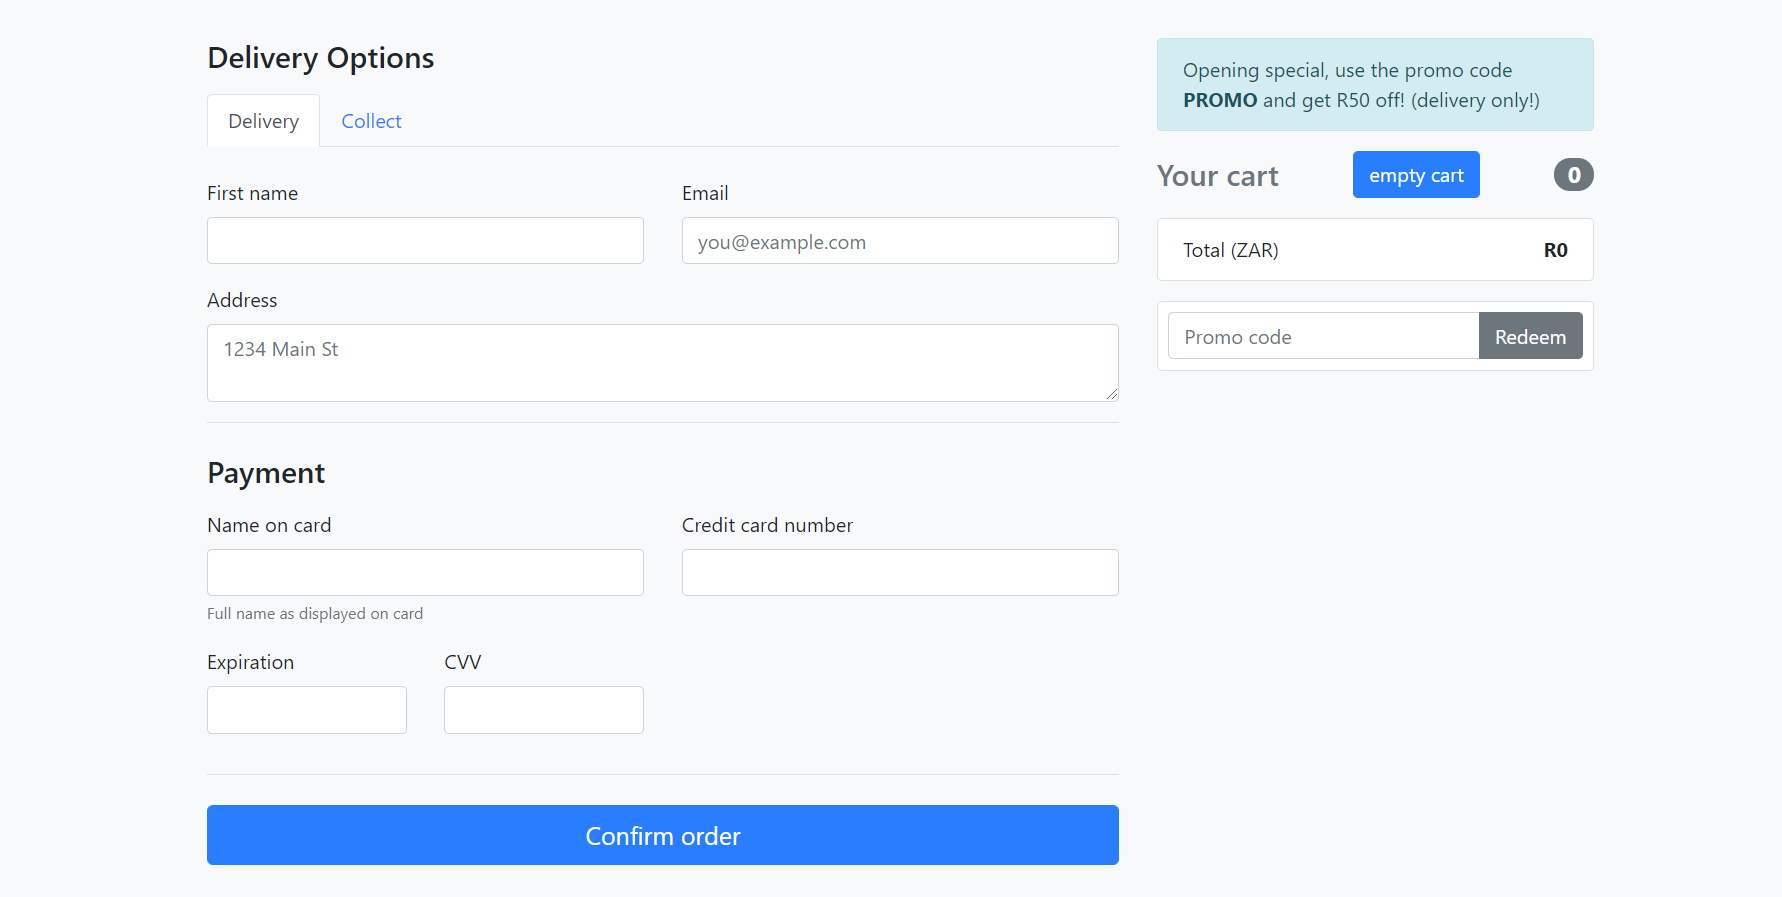 Delivery Options
Delivery
Collect
First name
Email
you@example.com
Address
1234 Main St
Payment
Name on card
Credit card number
Full name as displayed on card
Expiration
CVV
Confirm order
Opening special, use the promo code
PROMO and get R50 off! (delivery only!)
Your cart
empty cart
0
Total (ZAR)
R0
Promo code
Redeem